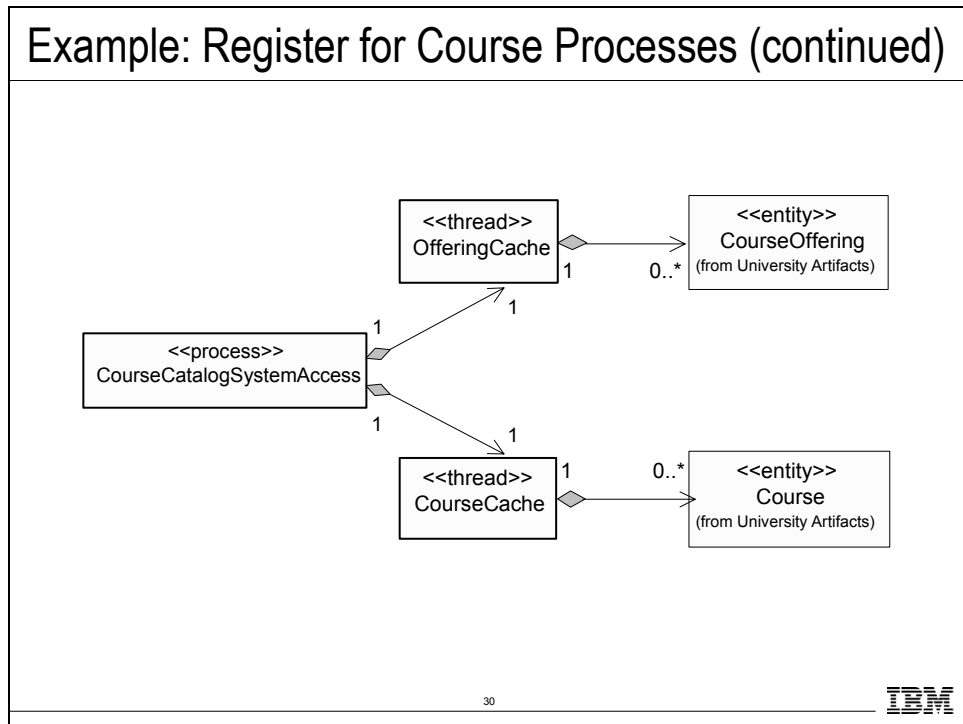 Example: Register for Course Processes (continued)
<<thread>>
OfferingCache
1
0..*
<<entity>>
CourseOffering
(from University Artifacts)
1
1
<<process>>
CourseCatalogSystemAccess
1
1
<<thread>>
CourseCache
1
0..*
<<entity>>
Course
(from University Artifacts)
30
IBM